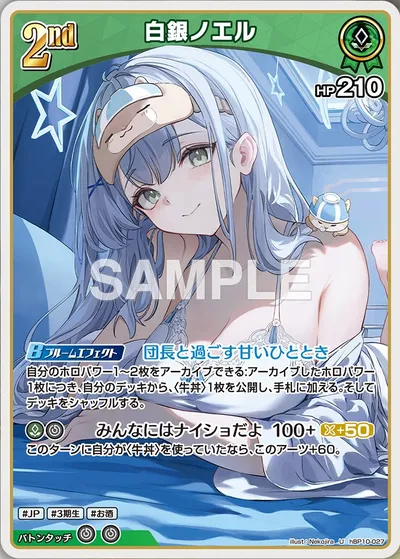 2nd
白銀ノエル
HP210
SAMPLE
Bブルームエフェクト 団長と過ごす甘いひととき
自分のホロパワー1~2枚をアーカイブできる:アーカイブしたホロパワー
1枚につき、自分のデッキから、〈牛丼〉1枚を公開し、手札に加える。そして
デッキをシャッフルする。
みんなにはナイショだよ 100+ +50
このターンに自分が〈牛丼〉を使っていたなら、このアーツ+60。
#JP #3期生 #お酒
バトンタッチ
illust: Nekojira_U hBP10-027